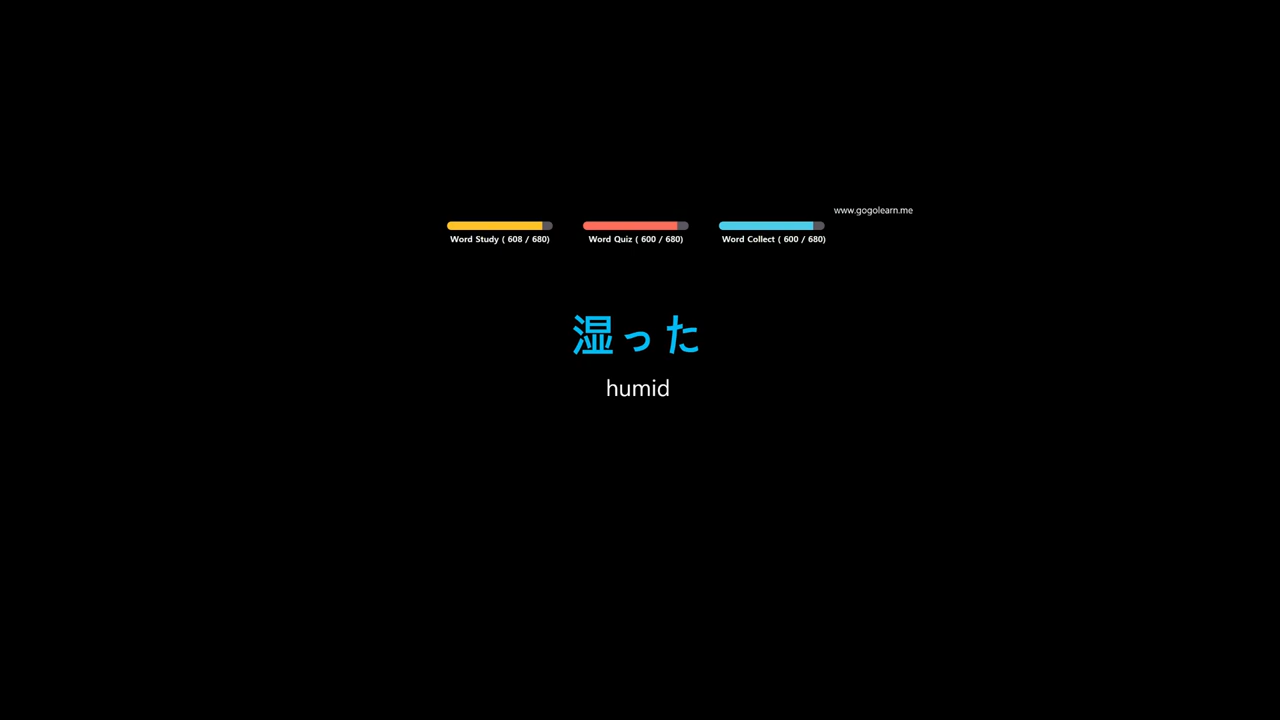 www.gogolearn.me
Word Study ( 608 / 680)
Word Quiz ( 600 / 680)
Word Collect ( 600 / 680)
湿った
humid